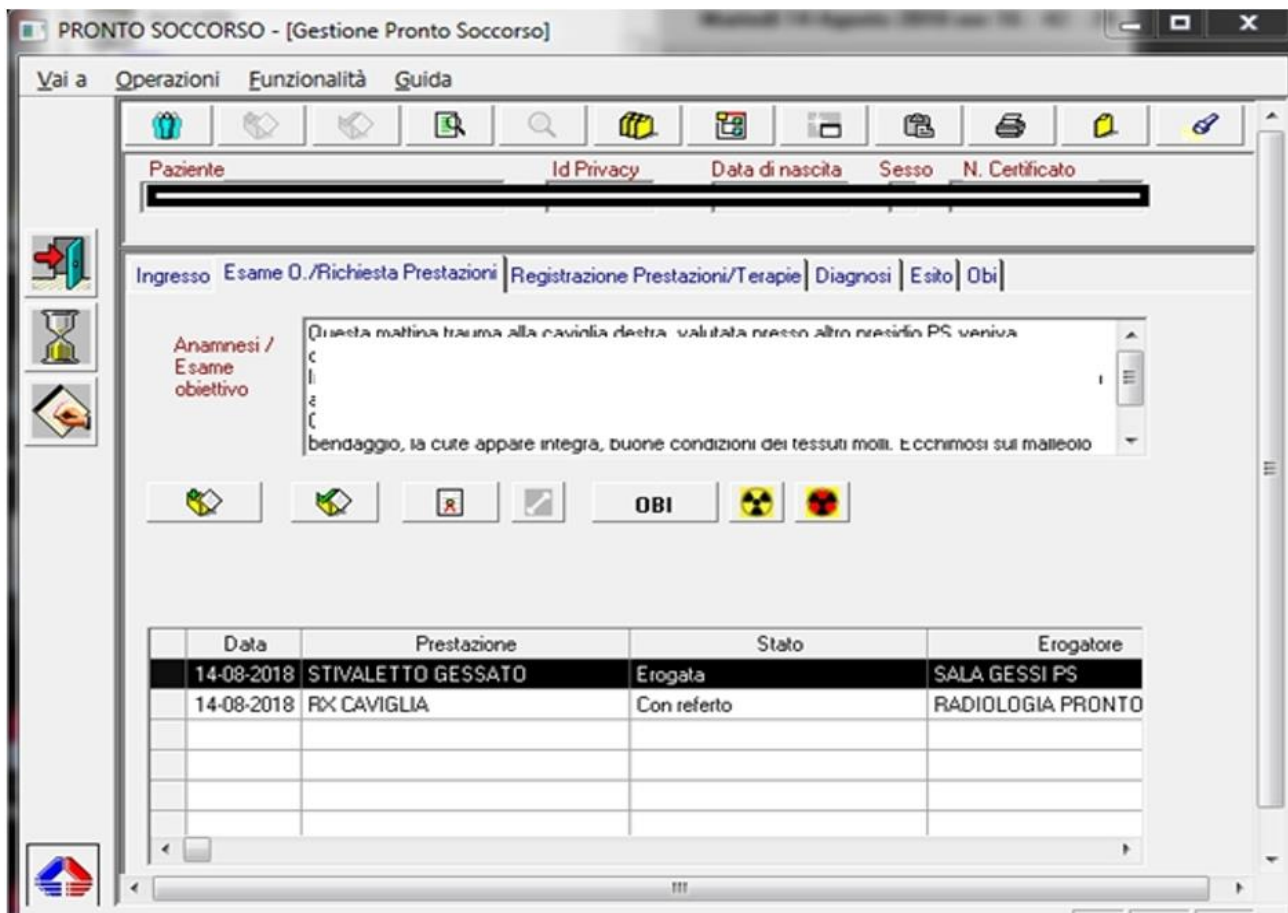 PRONTO SOCCORSO - [Gestione Pronto Soccorso]
Vai a Operazioni Funzionalità Guida
Paziente Id Privacy Data di nascita Sesso N. Certificato
Ingresso Esame O./Richiesta Prestazioni Registrazione Prestazioni/Terapie Diagnosi Esito Obi
Anamnesi /
Esame
obiettivo
Questa mattina trauma alla caviglia destra, valutata presso altro presidio PS veniva
bendaggio, la cute appare integra, buone condizioni dei tessuti molli. Ecchimosi sul malleolo
OBI
Data Prestazione Stato Erogatore
14-08-2018 STIVALETTO GESSATO Erogata SALA GESSI PS
14-08-2018 RX CAVIGLIA Con referto RADIOLOGIA PRONTO